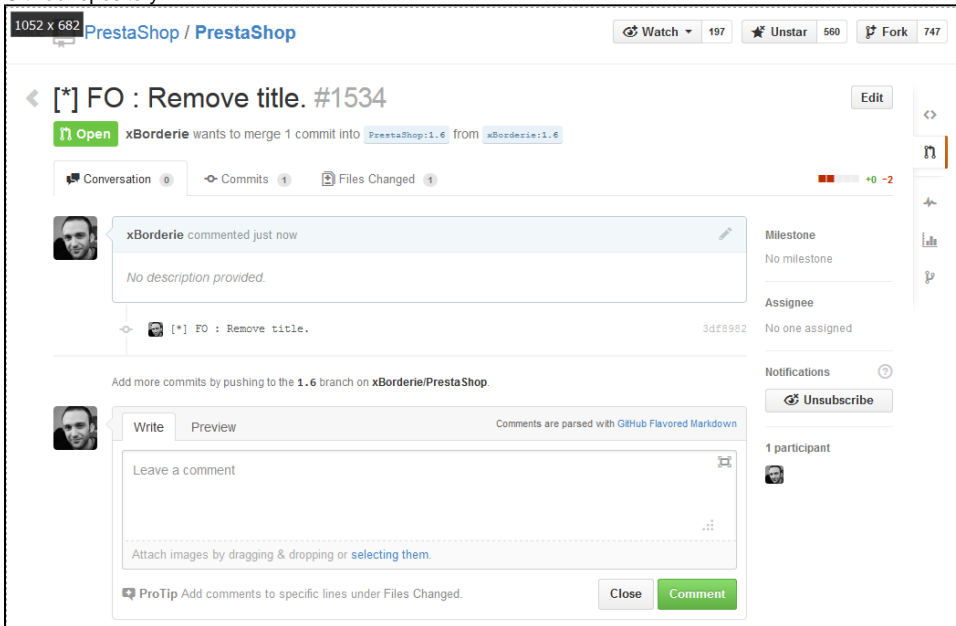 1052 x 682
PrestaShop / PrestaShop
Watch 197 Unstar 560 Fork 747
[*] FO : Remove title. #1534
Edit
Open xBorderie wants to merge 1 commit into PrestaShop:1.6 from xBorderie:1.6
Conversation 0 Commits 1 Files Changed 1 +0 -2
xBorderie commented just now
No description provided.
[*] FO : Remove title. 3df8982
Milestone
No milestone
Assignee
No one assigned
Notifications ?
Unsubscribe
1 participant
Add more commits by pushing to the 1.6 branch on xBorderie/PrestaShop.
Write Preview Comments are parsed with GitHub Flavored Markdown
Leave a comment
Attach images by dragging & dropping or selecting them.
ProTip Add comments to specific lines under Files Changed.
Close Comment